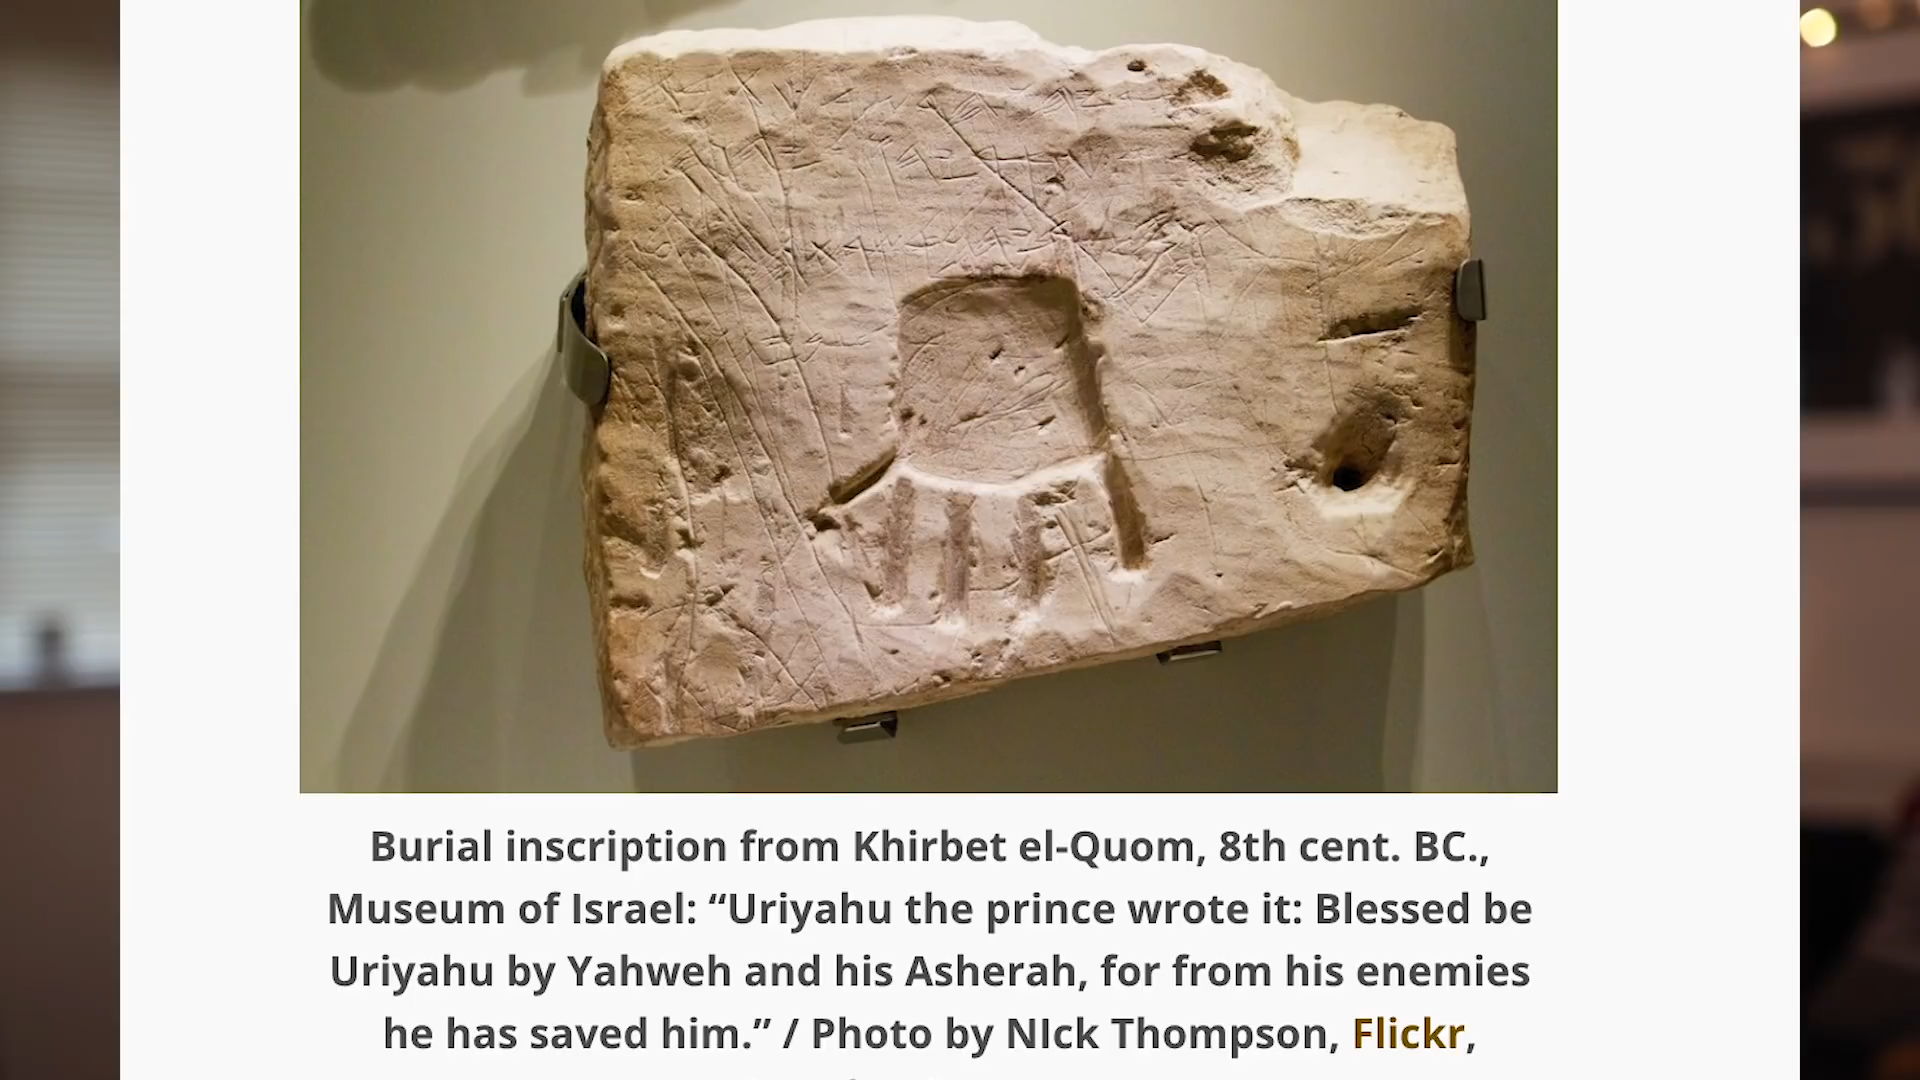 Burial inscription from Khirbet el-Quom, 8th cent. BC.,
Museum of Israel: “Uriyahu the prince wrote it: Blessed be
Uriyahu by Yahweh and his Asherah, for from his enemies
he has saved him.” / Photo by NIck Thompson, Flickr,